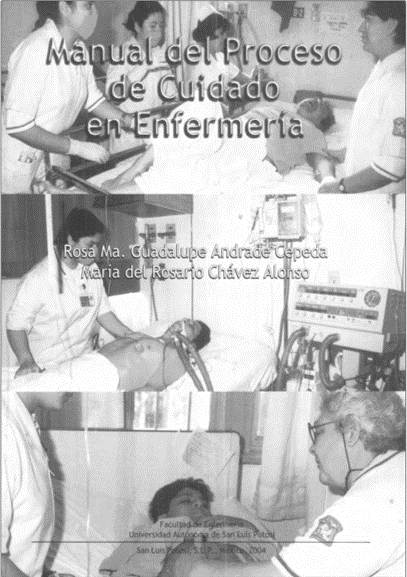 Manual del Proceso
de Cuidado
en Enfermería
Rosa Ma. Guadalupe Andrade Cepeda
María del Rosario Chávez Alonso
Facultad de Enfermería
Universidad Autónoma de San Luis Potosí
San Luis Potosí, S.L.P., México, 2004